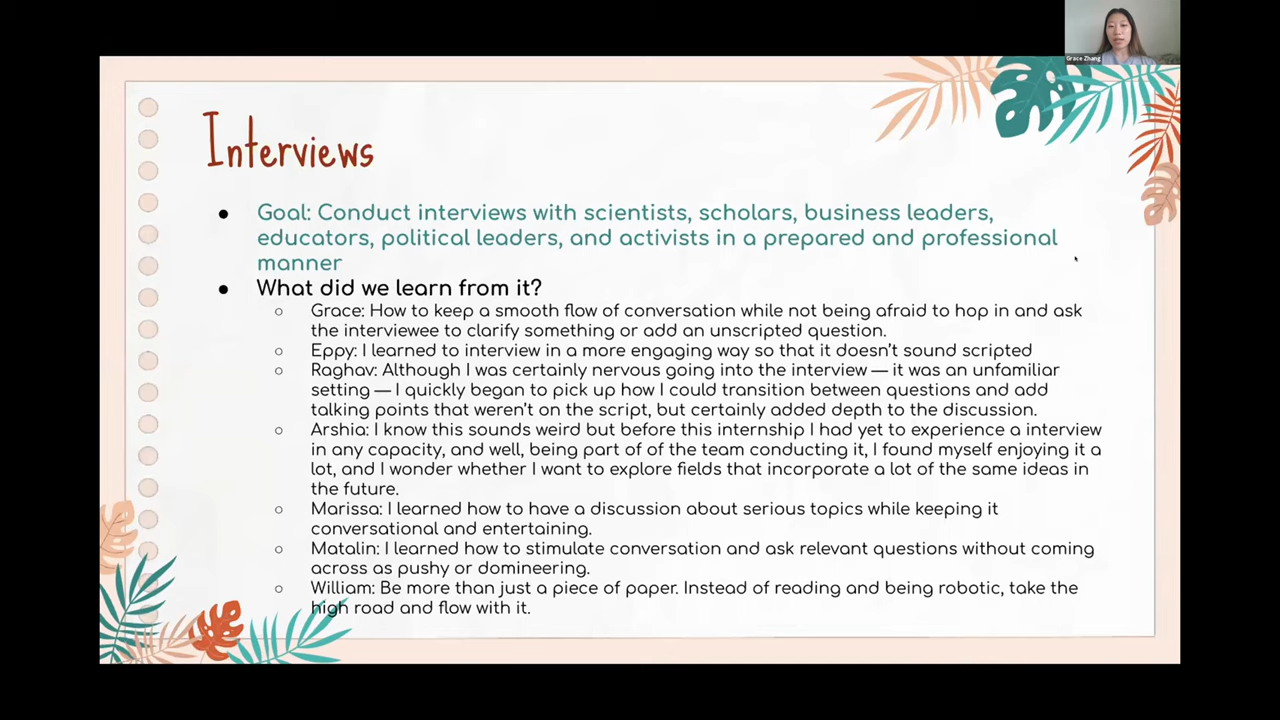 Grace Zhang
Interviews
● Goal: Conduct interviews with scientists, scholars, business leaders,
educators, political leaders, and activists in a prepared and professional
manner
● What did we learn from it?
○ Grace: How to keep a smooth flow of conversation while not being afraid to hop in and ask
the interviewee to clarify something or add an unscripted question.
○ Eppy: I learned to interview in a more engaging way so that it doesn’t sound scripted
○ Raghav: Although I was certainly nervous going into the interview — it was an unfamiliar
setting — I quickly began to pick up how I could transition between questions and add
talking points that weren’t on the script, but certainly added depth to the discussion.
○ Arshia: I know this sounds weird but before this internship I had yet to experience a interview
in any capacity, and well, being part of of the team conducting it, I found myself enjoying it a
lot, and I wonder whether I want to explore fields that incorporate a lot of the same ideas in
the future.
○ Marissa: I learned how to have a discussion about serious topics while keeping it
conversational and entertaining.
○ Matalin: I learned how to stimulate conversation and ask relevant questions without coming
across as pushy or domineering.
○ William: Be more than just a piece of paper. Instead of reading and being robotic, take the
high road and flow with it.